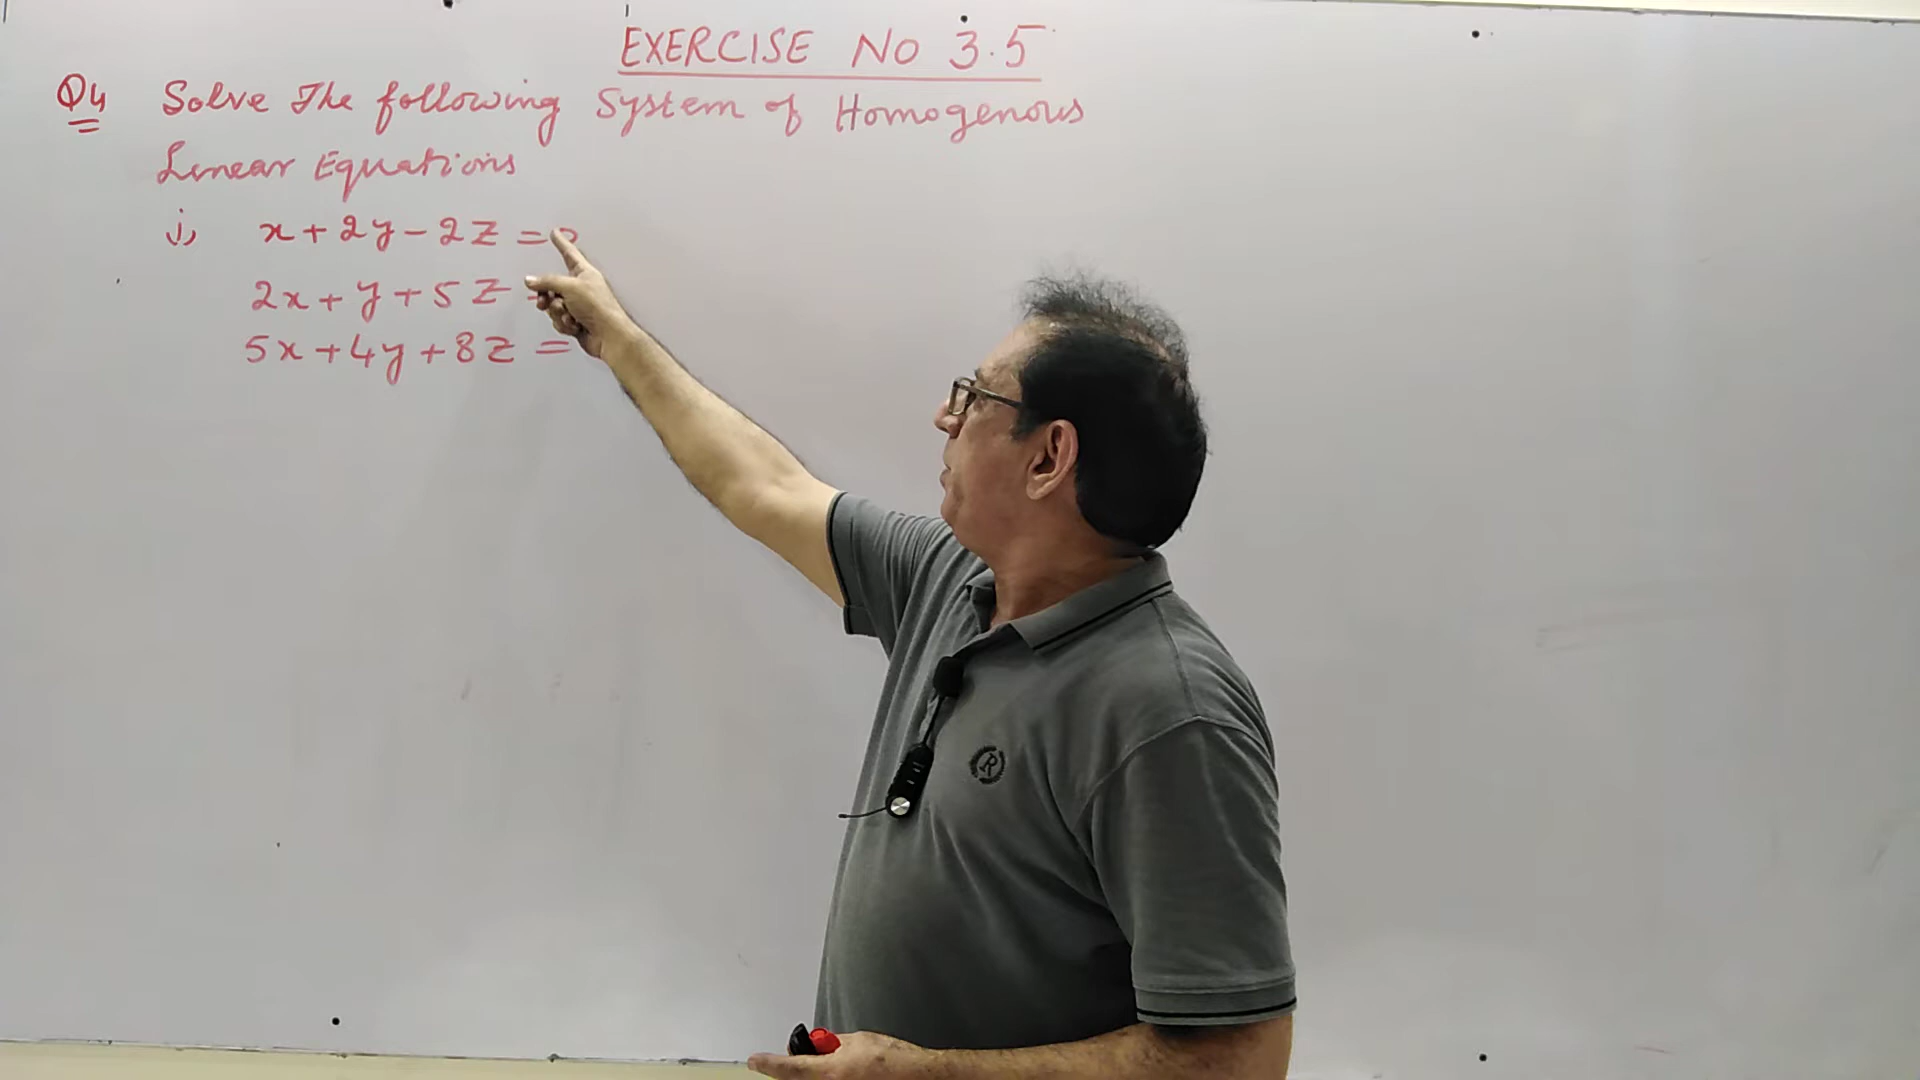 EXERCISE NO 3.5
Q4 Solve The following System of Homogenous
Linear Equations
i) x + 2y - 2z =
2x + y + 5z
5x + 4y + 8z =
R